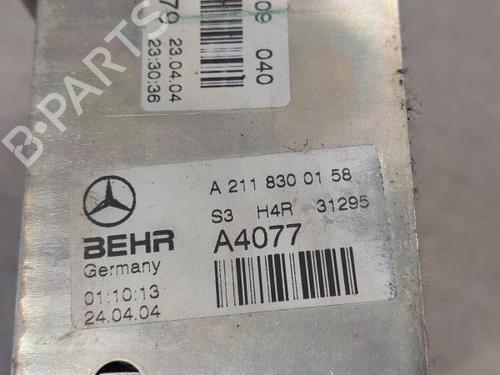 79 23.04.04
23:30:36
09 040
B-PARTS
A 211 830 01 58
S3 H4R 31295
BEHR A4077
Germany
01:10:13
24.04.04